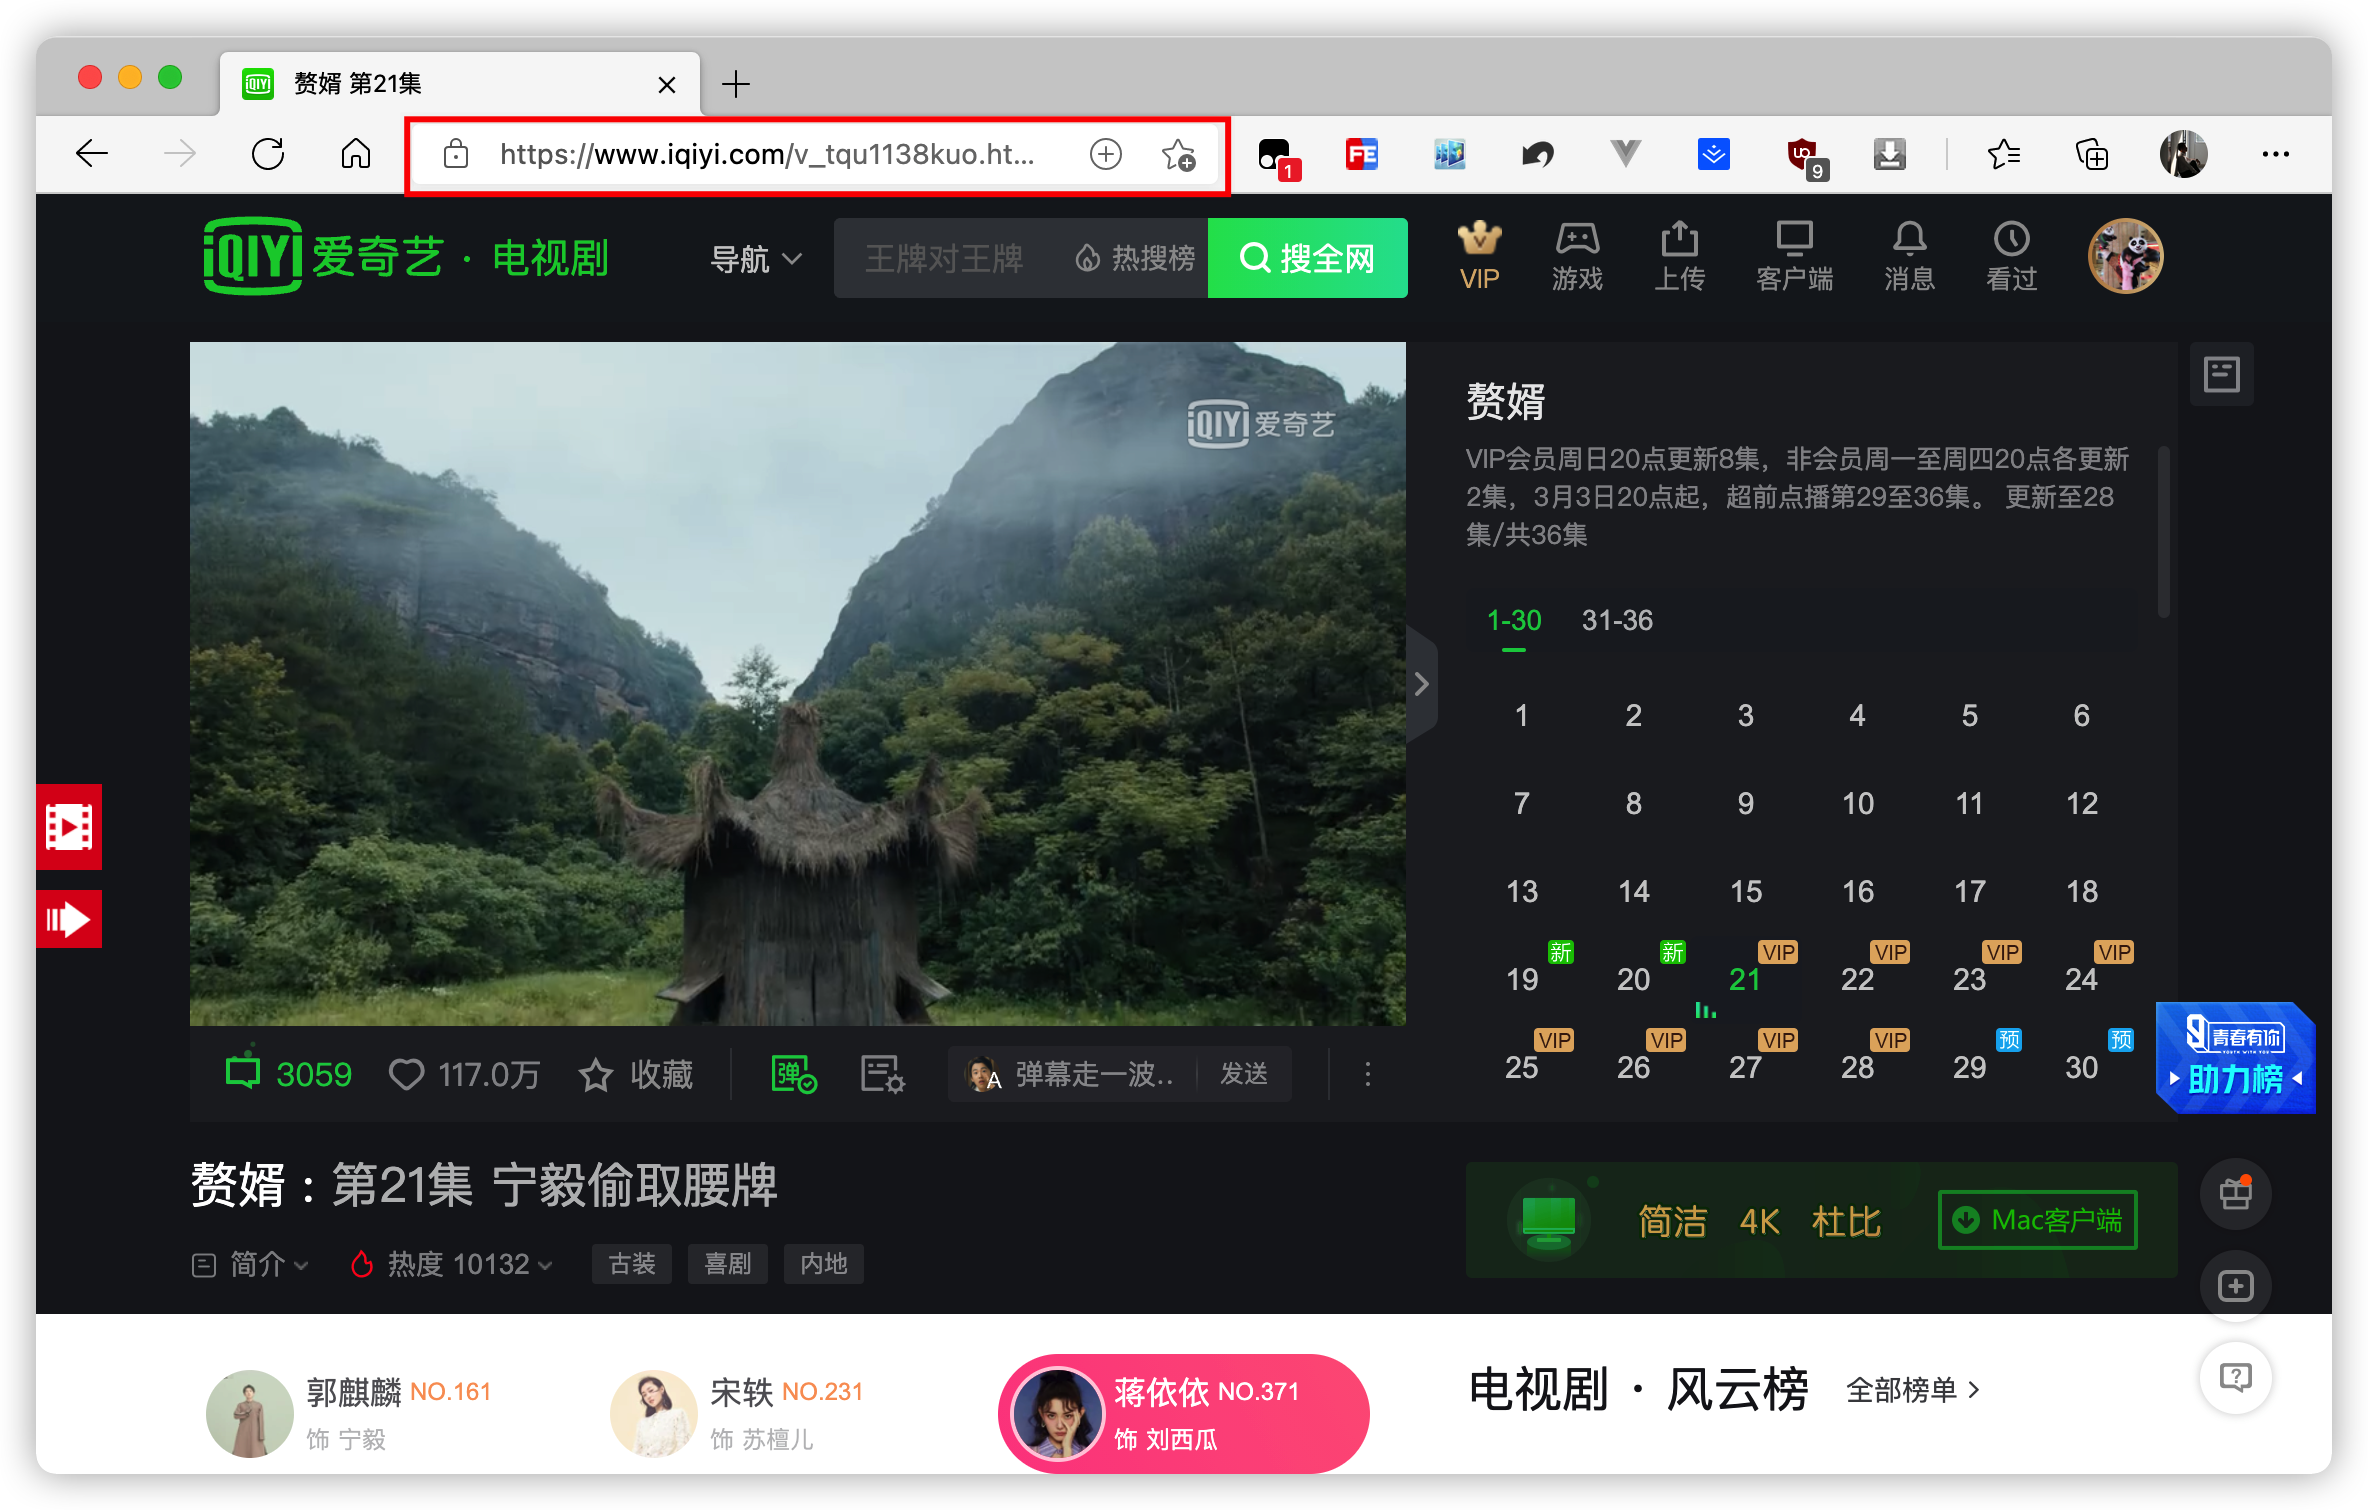 iQIYI 赘婿 第21集
https://www.iqiyi.com/v_tqu1138kuo.ht...
1
FE
UO
9
iQIYI 爱奇艺 · 电视剧
导航
王牌对王牌
热搜榜
搜全网
VIP
游戏
上传
客户端
消息
看过
iQIYI 爱奇艺
赘婿
VIP会员周日20点更新8集，非会员周一至周四20点各更新
2集，3月3日20点起，超前点播第29至36集。 更新至28
集/共36集
1-30 31-36
1 2 3 4 5 6
7 8 9 10 11 12
13 14 15 16 17 18
新 新 VIP VIP VIP VIP
19 20 21 22 23 24
VIP VIP VIP VIP 预 预
25 26 27 28 29 30
青春有你
YOUTH WITH YOU
助力榜
3059 117.0万 收藏 弹 A 弹幕走一波.. 发送
赘婿：第21集 宁毅偷取腰牌
简介 热度 10132 古装 喜剧 内地
简洁 4K 杜比 Mac客户端
郭麒麟 NO.161
饰 宁毅
宋轶 NO.231
饰 苏檀儿
蒋依依 NO.371
饰 刘西瓜
电视剧 · 风云榜 全部榜单